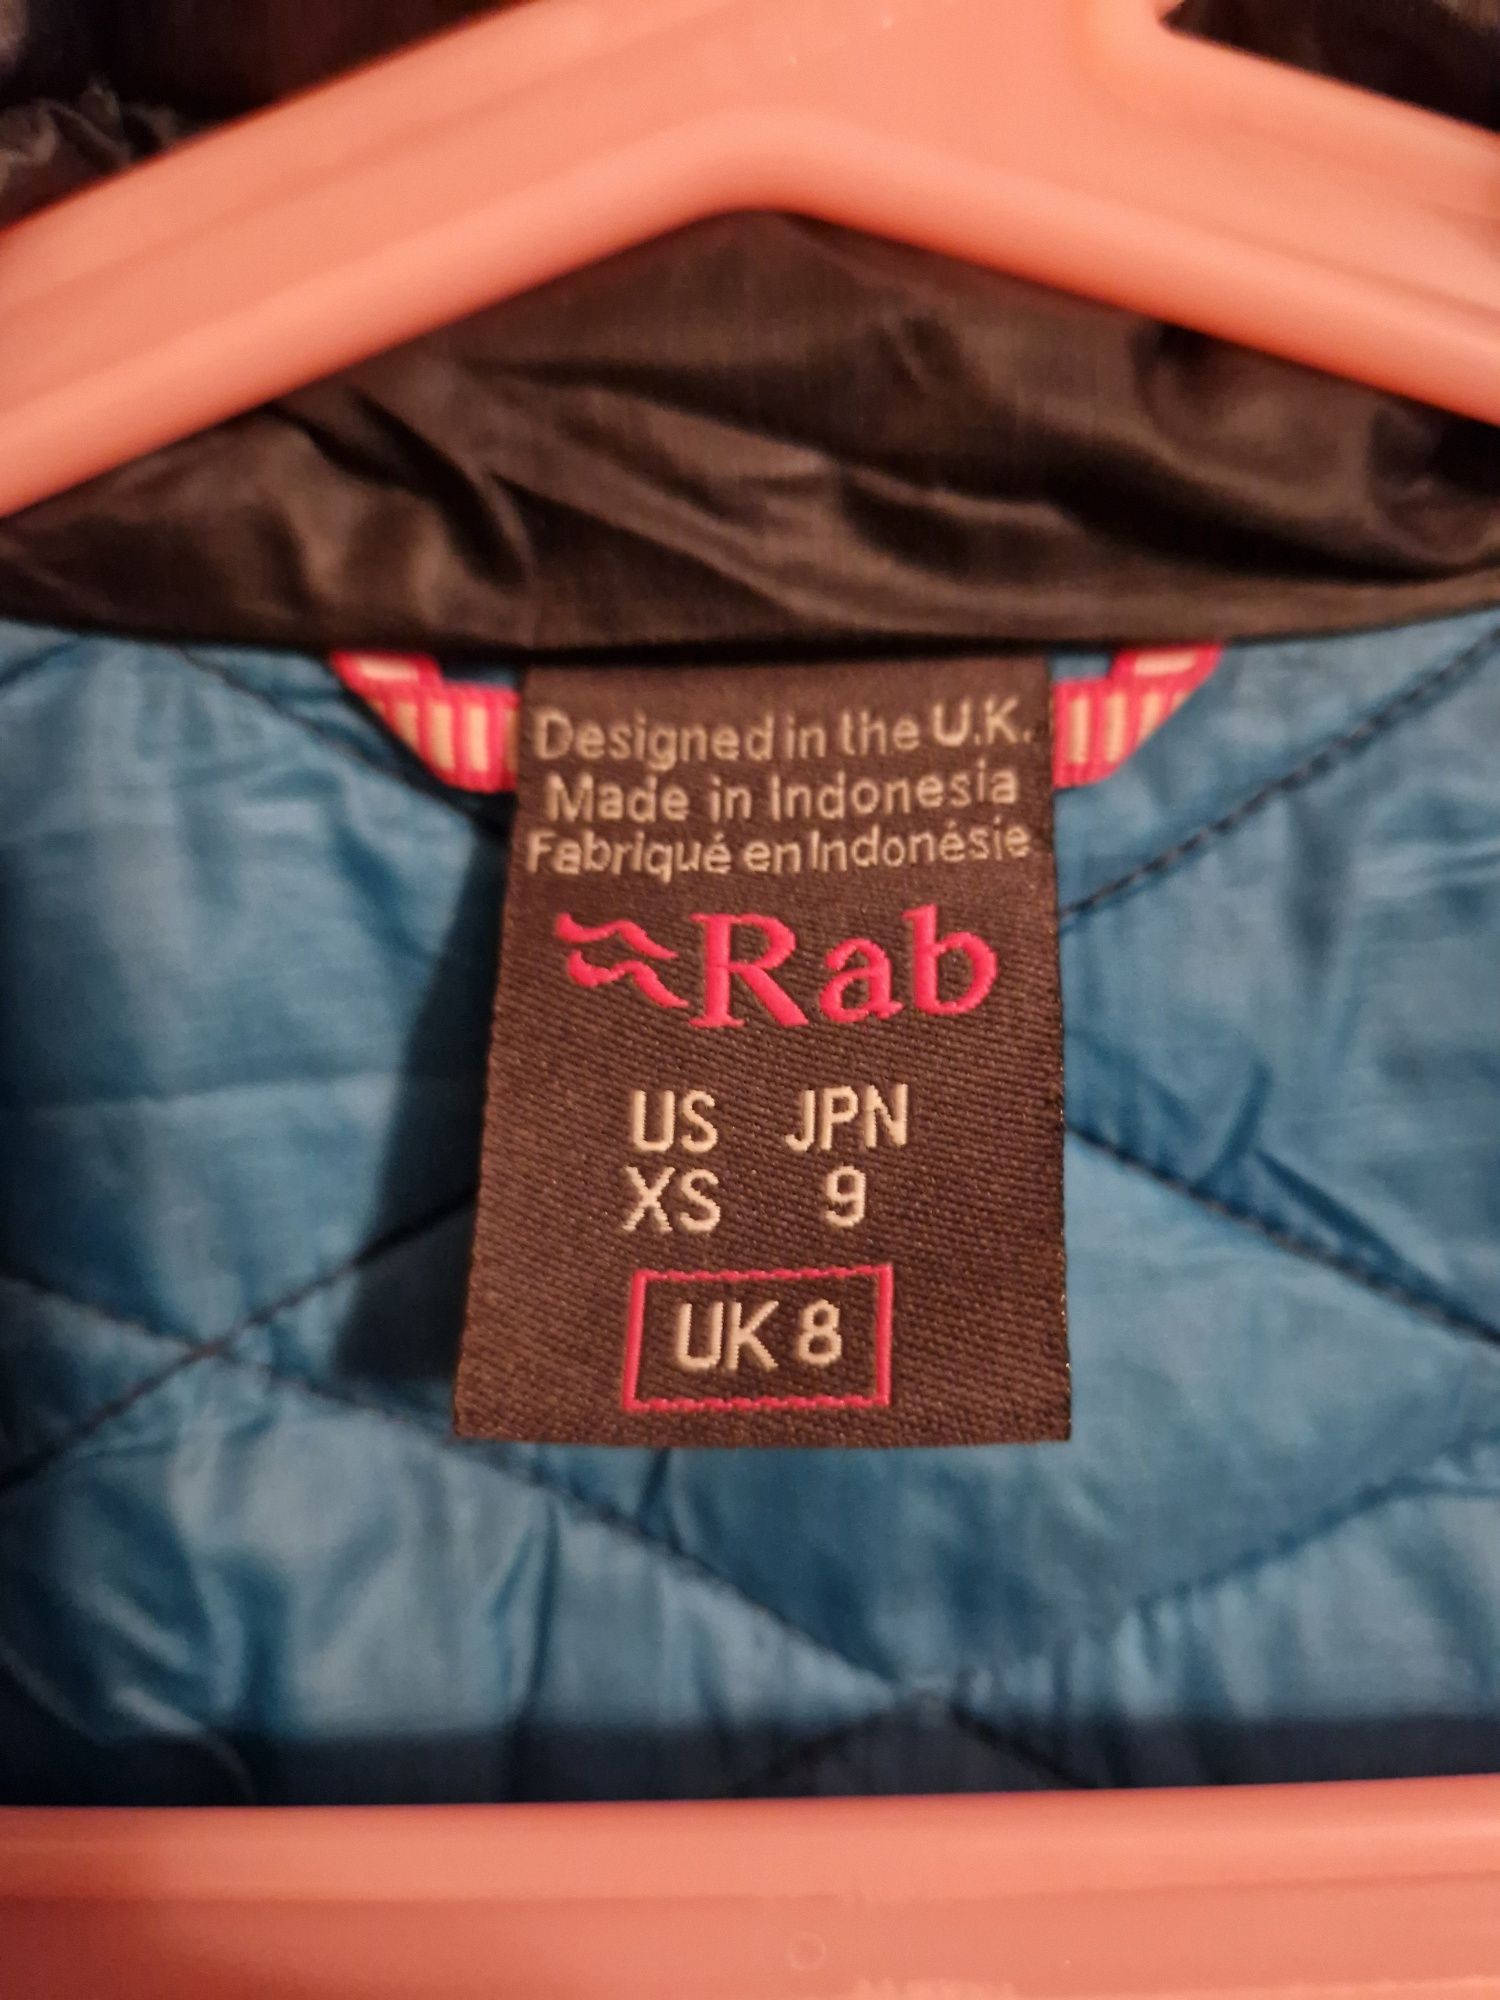 Designed in the U.K.
Made in Indonesia
Fabriqué en Indonésie
Rab
US JPN
XS 9
UK 8